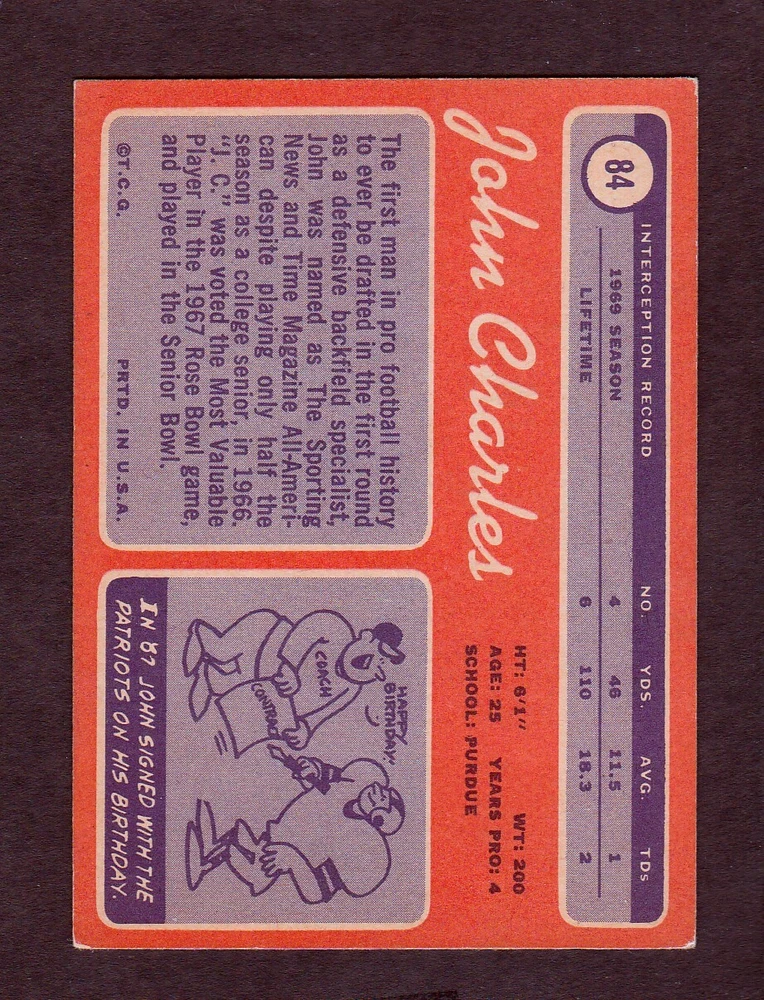 84
INTERCEPTION RECORD NO. YDS. AVG. TDs
1969 SEASON 4 46 11.5 1
LIFETIME 6 110 18.3 2
John Charles
HT: 6'1" WT: 200
AGE: 25 YEARS PRO: 4
SCHOOL: PURDUE
The first man in pro football history
to ever be drafted in the first round
as a defensive backfield specialist,
John was named as The Sporting
News and Time Magazine All-Ameri-
can despite playing only half the
season as a college senior, in 1966.
"J. C." was voted the Most Valuable
Player in the 1967 Rose Bowl game,
and played in the Senior Bowl.
©T.C.G. PRTD. IN U.S.A.
HAPPY
BIRTHDAY!
COACH
CONTRACT
IN '67 JOHN SIGNED WITH THE
PATRIOTS ON HIS BIRTHDAY.